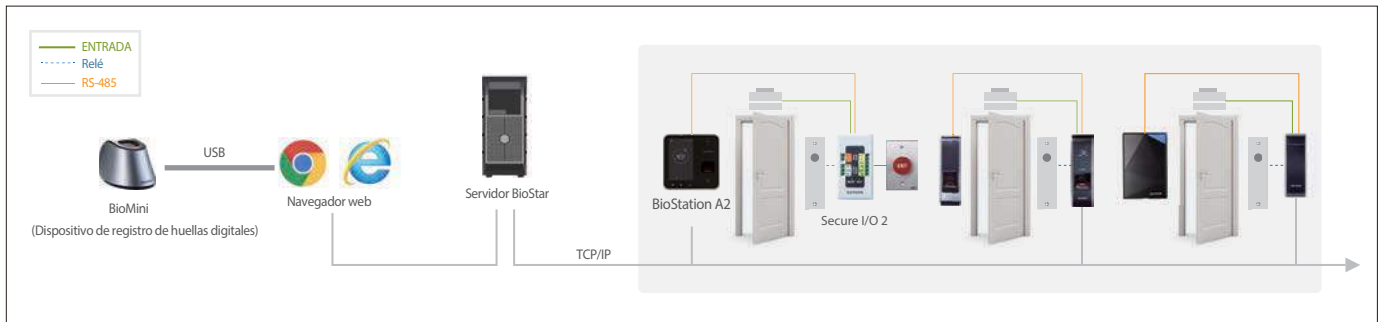 ENTRADA
Relé
RS-485
USB
BioMini
(Dispositivo de registro de huellas digitales)
Navegador web
Servidor BioStar
TCP/IP
BioStation A2
Secure I/O 2
EXIT